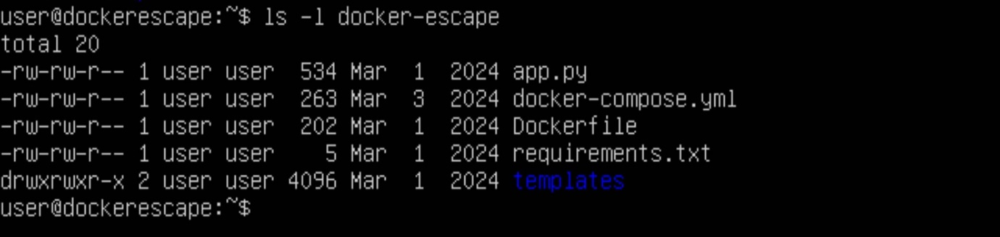 user@dockerescape:~$ ls -l docker-escape
total 20
-rw-rw-r-- 1 user user  534 Mar  1  2024 app.py
-rw-rw-r-- 1 user user  263 Mar  3  2024 docker-compose.yml
-rw-rw-r-- 1 user user  202 Mar  1  2024 Dockerfile
-rw-rw-r-- 1 user user    5 Mar  1  2024 requirements.txt
drwxrwxr-x 2 user user 4096 Mar  1  2024 templates
user@dockerescape:~$